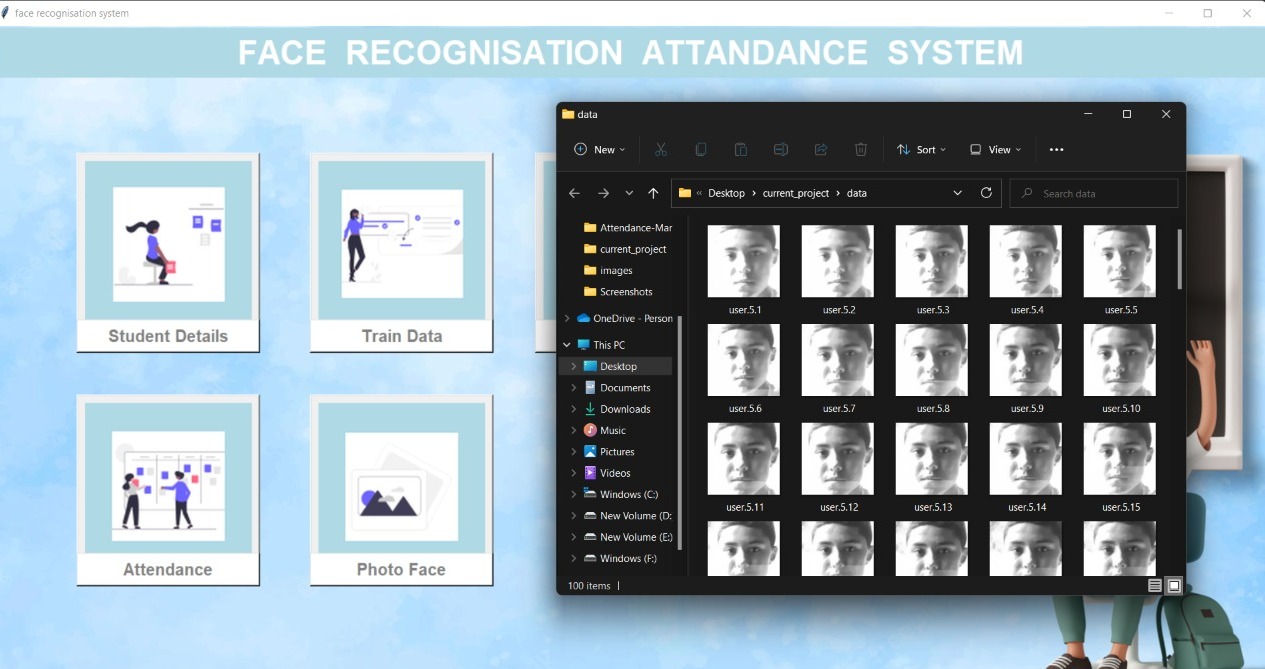 face recognisation system
FACE RECOGNISATION ATTANDANCE SYSTEM
Student Details
Train Data
Attendance
Photo Face
data
New
Sort
View
« Desktop > current_project > data
Search data
Attendance-Mar
current_project
images
Screenshots
OneDrive - Person
This PC
Desktop
Documents
Downloads
Music
Pictures
Videos
Windows (C:)
New Volume (D:
New Volume (E:)
Windows (F:)
user.5.1 user.5.2 user.5.3 user.5.4 user.5.5
user.5.6 user.5.7 user.5.8 user.5.9 user.5.10
user.5.11 user.5.12 user.5.13 user.5.14 user.5.15
100 items